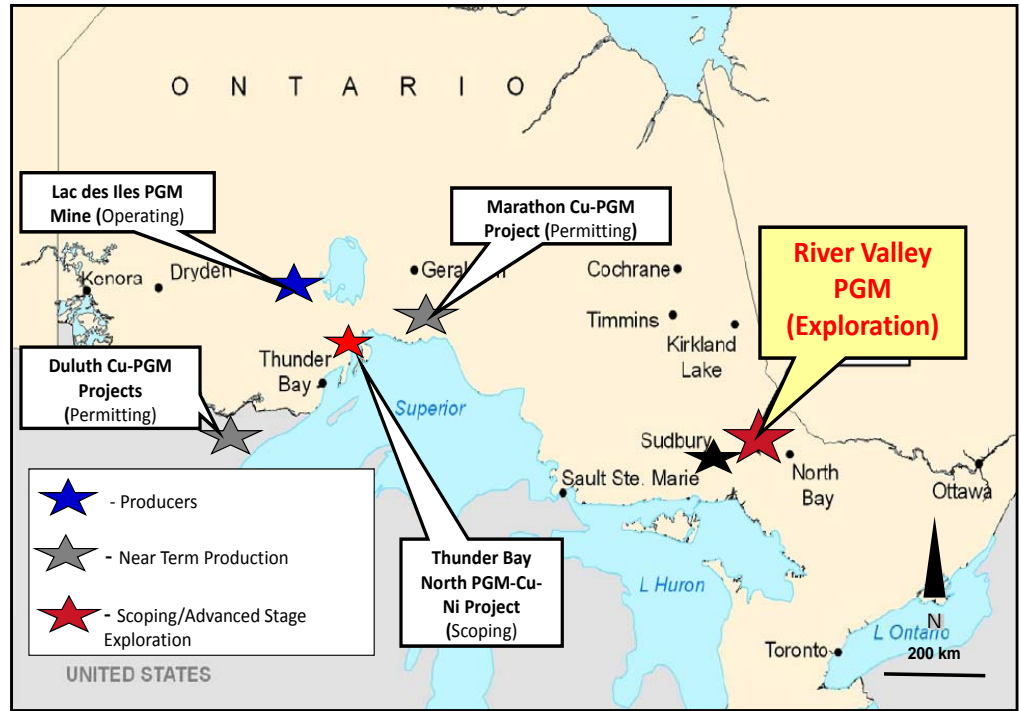 ONTARIO
Lac des Iles PGM
Mine (Operating)
Marathon Cu-PGM
Project (Permitting)
River Valley
PGM
(Exploration)
Kenora
Dryden
Cochrane
Timmins
Kirkland
Lake
Duluth Cu-PGM
Projects
(Permitting)
Thunder
Bay
Superior
Sudbury
North
Bay
Sault Ste. Marie
Ottawa
- Producers
- Near Term Production
- Scoping/Advanced Stage
Exploration
Thunder Bay
North PGM-Cu-
Ni Project
(Scoping)
L Huron
N
L Ontario
Toronto
200 km
UNITED STATES